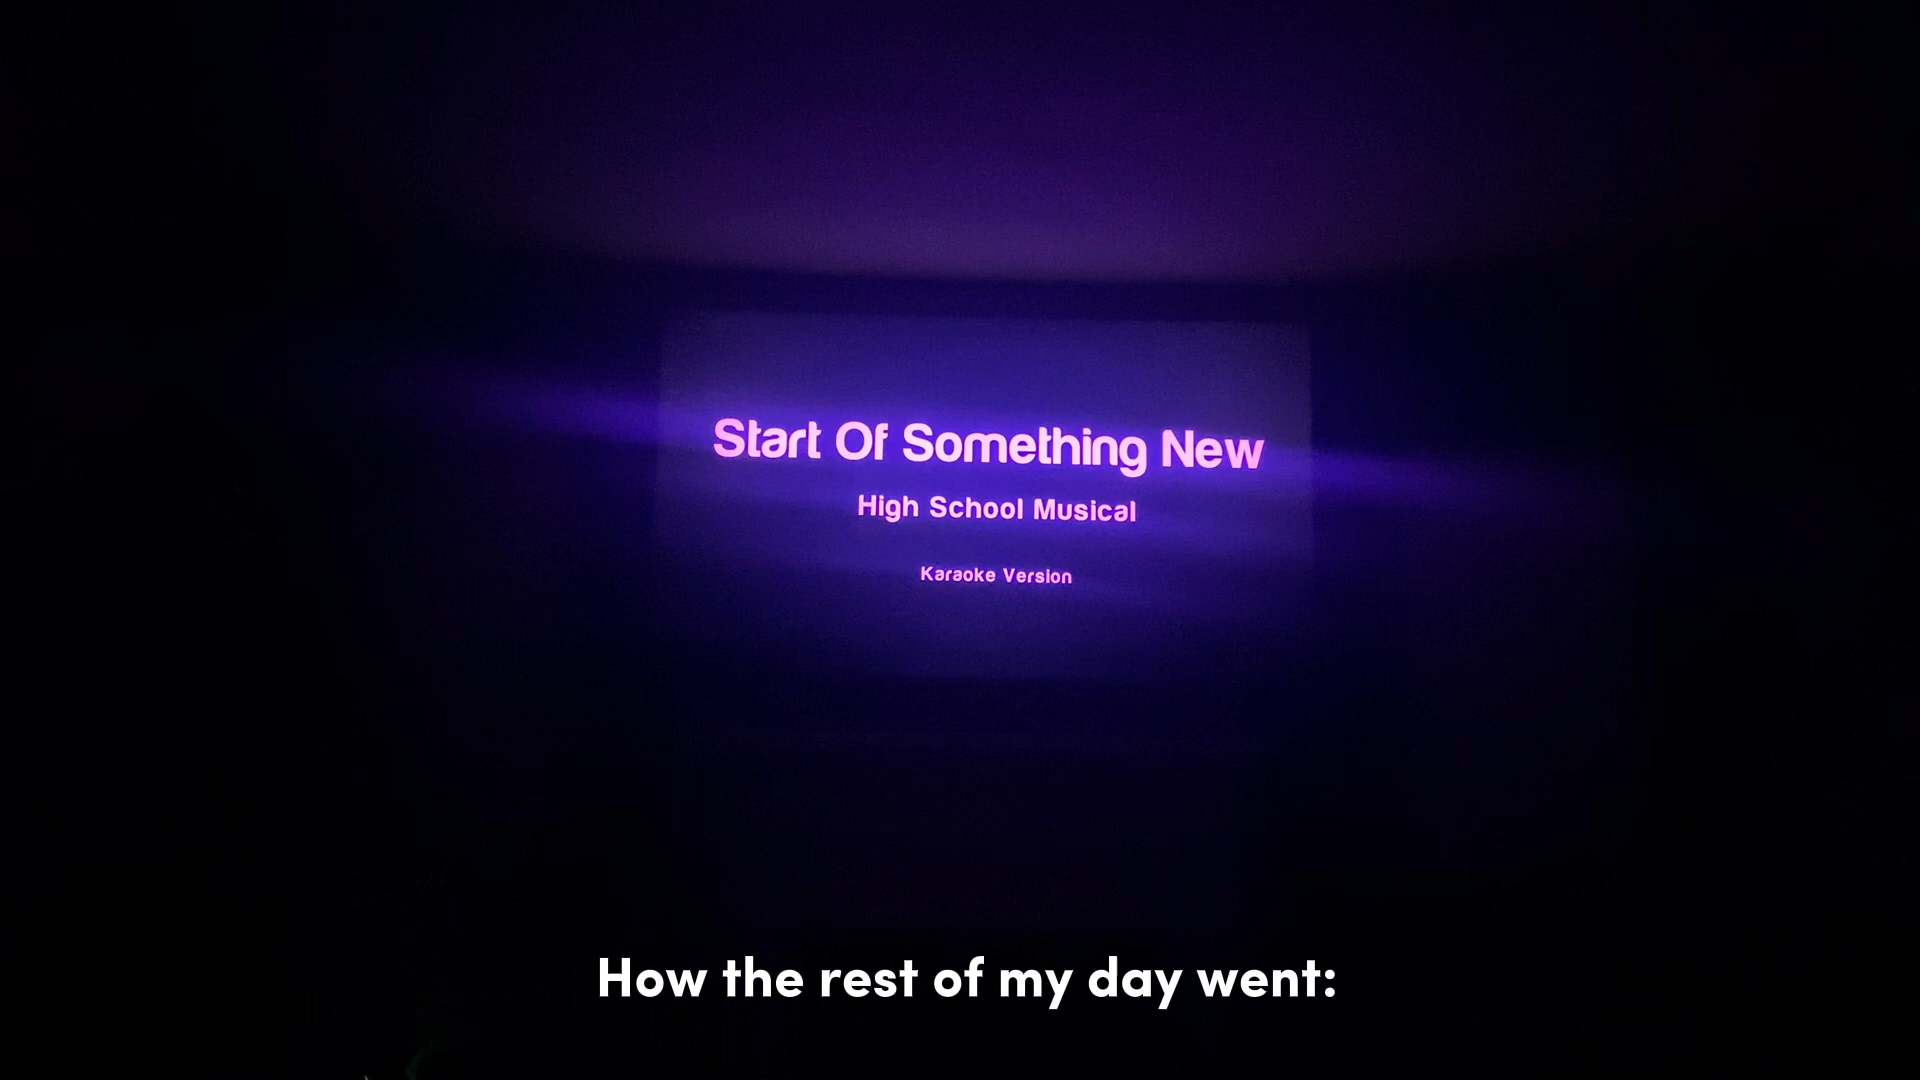 Start Of Something New
High School Musical
Karaoke Version
How the rest of my day went: